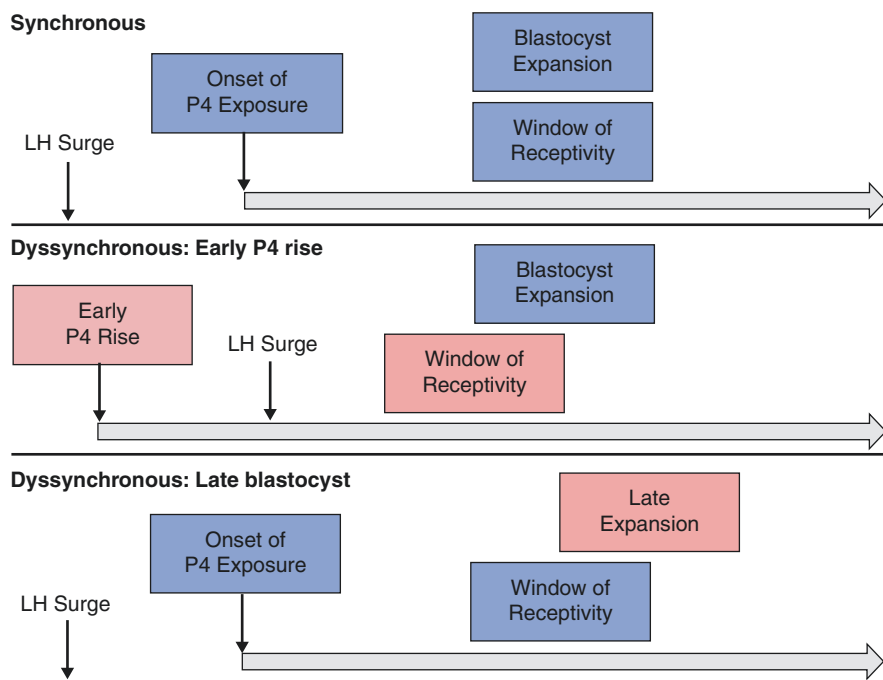 Synchronous
Blastocyst
Expansion
Onset of
P4 Exposure
Window of
Receptivity
LH Surge
Dyssynchronous: Early P4 rise
Blastocyst
Expansion
Early
P4 Rise
LH Surge
Window of
Receptivity
Dyssynchronous: Late blastocyst
Late
Expansion
Onset of
P4 Exposure
Window of
Receptivity
LH Surge